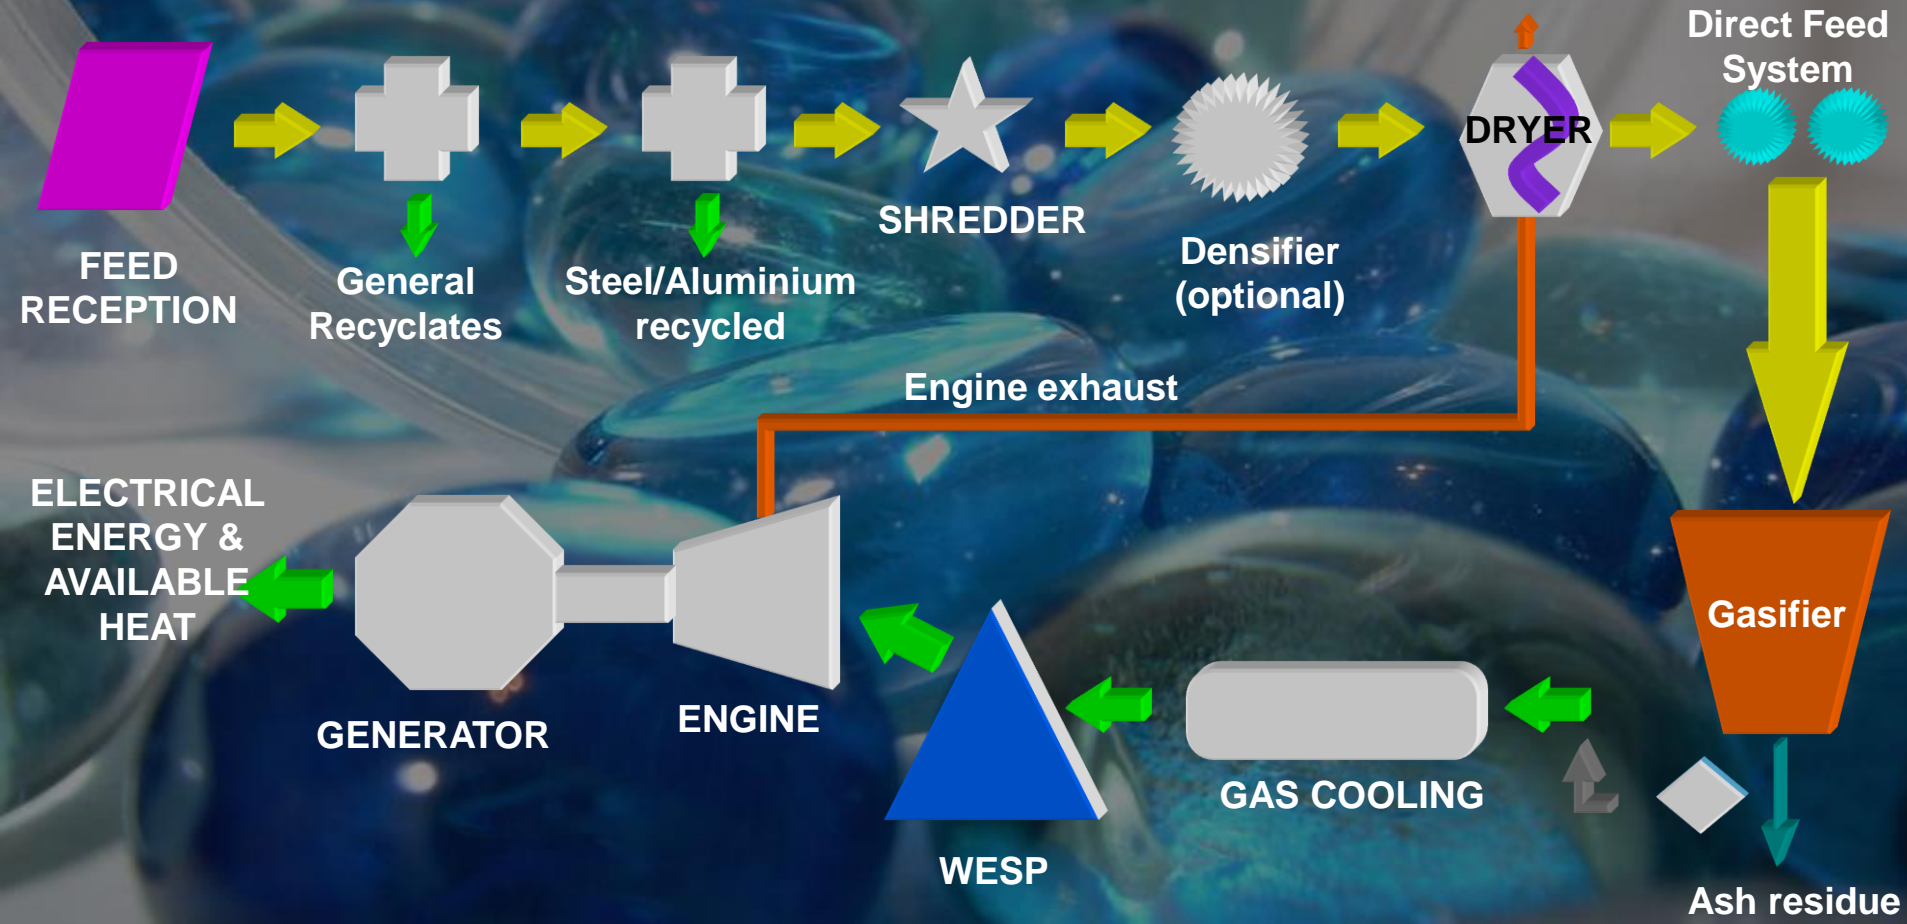 Direct Feed
System
DRYER
SHREDDER
FEED
RECEPTION
General
Recyclates
Steel/Aluminium
recycled
Densifier
(optional)
Engine exhaust
ELECTRICAL
ENERGY &
AVAILABLE
HEAT
Gasifier
GENERATOR
ENGINE
GAS COOLING
WESP
Ash residue